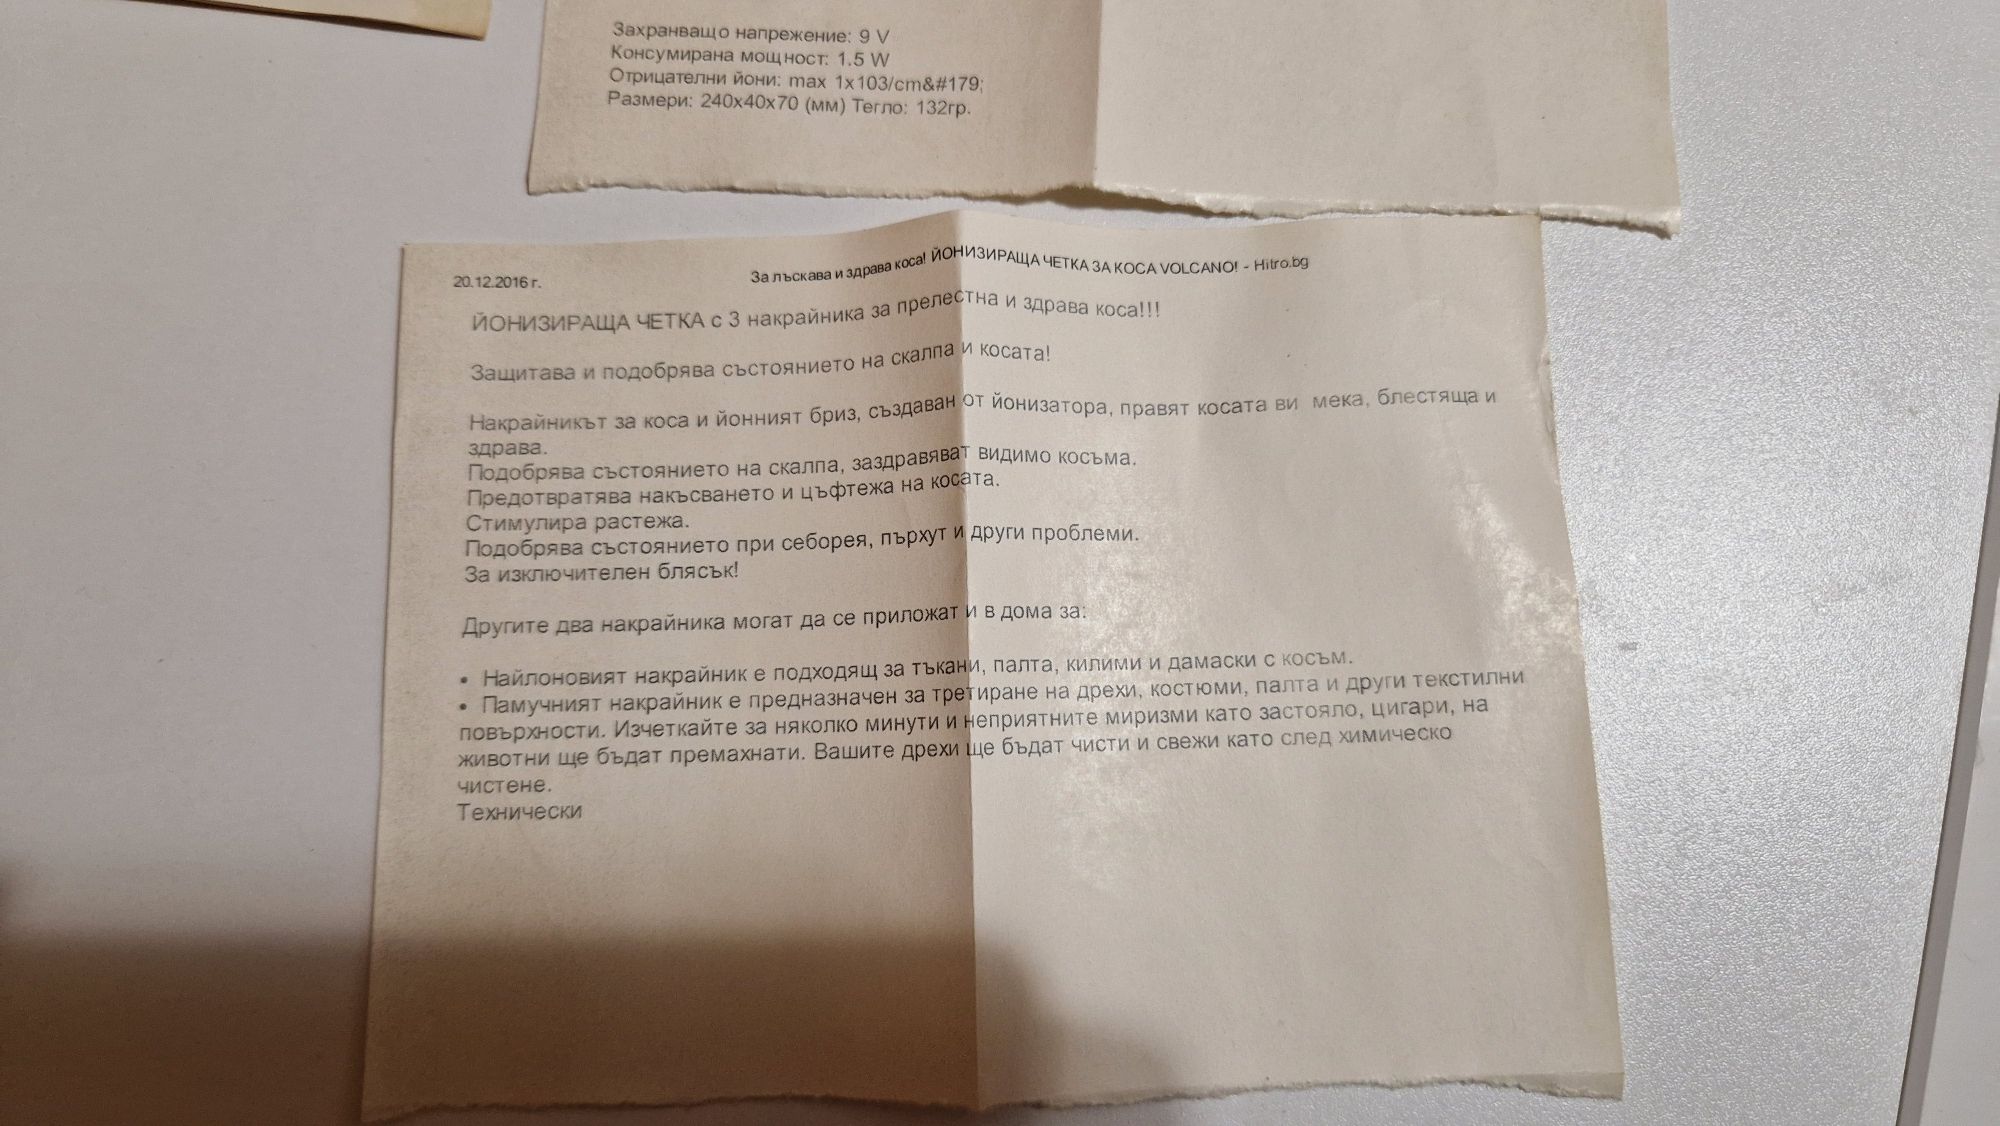 Захранващо напрежение: 9 V
Консумирана мощност: 1.5 W
Отрицателни йони: max 1x103/cm&#179;
Размери: 240x40x70 (мм) Тегло: 132гр.
20.12.2016 г.
За лъскава и здрава коса! ЙОНИЗИРАЩА ЧЕТКА ЗА КОСА VOLCANO! - Hitro.bg
ЙОНИЗИРАЩА ЧЕТКА с 3 накрайника за прелестна и здрава коса!!!
Защитава и подобрява състоянието на скалпа и косата!
Накрайникът за коса и йонният бриз, създаван от йонизатора, правят косата ви мека, блестяща и
здрава.
Подобрява състоянието на скалпа, заздравяват видимо косъма.
Предотвратява накъсването и цъфтежа на косата.
Стимулира растежа.
Подобрява състоянието при себорея, пърхут и други проблеми.
За изключителен блясък!
Другите два накрайника могат да се приложат и в дома за:
• Найлоновият накрайник е подходящ за тъкани, палта, килими и дамаски с косъм.
• Памучният накрайник е предназначен за третиране на дрехи, костюми, палта и други текстилни
повърхности. Изчеткайте за няколко минути и неприятните миризми като застояло, цигари, на
животни ще бъдат премахнати. Вашите дрехи ще бъдат чисти и свежи като след химическо
чистене.
Технически